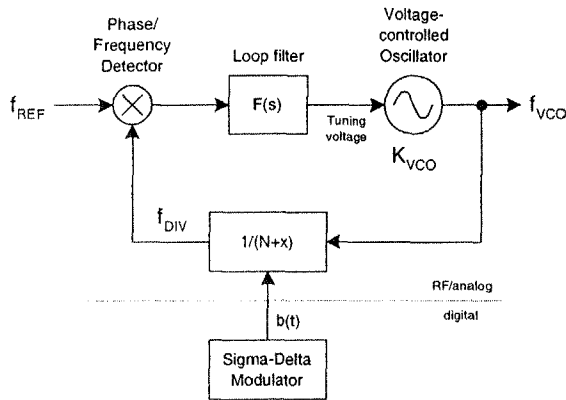 Phase/
Frequency
Detector
Loop filter
Voltage-
controlled
Oscillator
f_REF
F(s)
Tuning
voltage
f_VCO
K_VCO
f_DIV
1/(N+x)
RF/analog
digital
b(t)
Sigma-Delta
Modulator